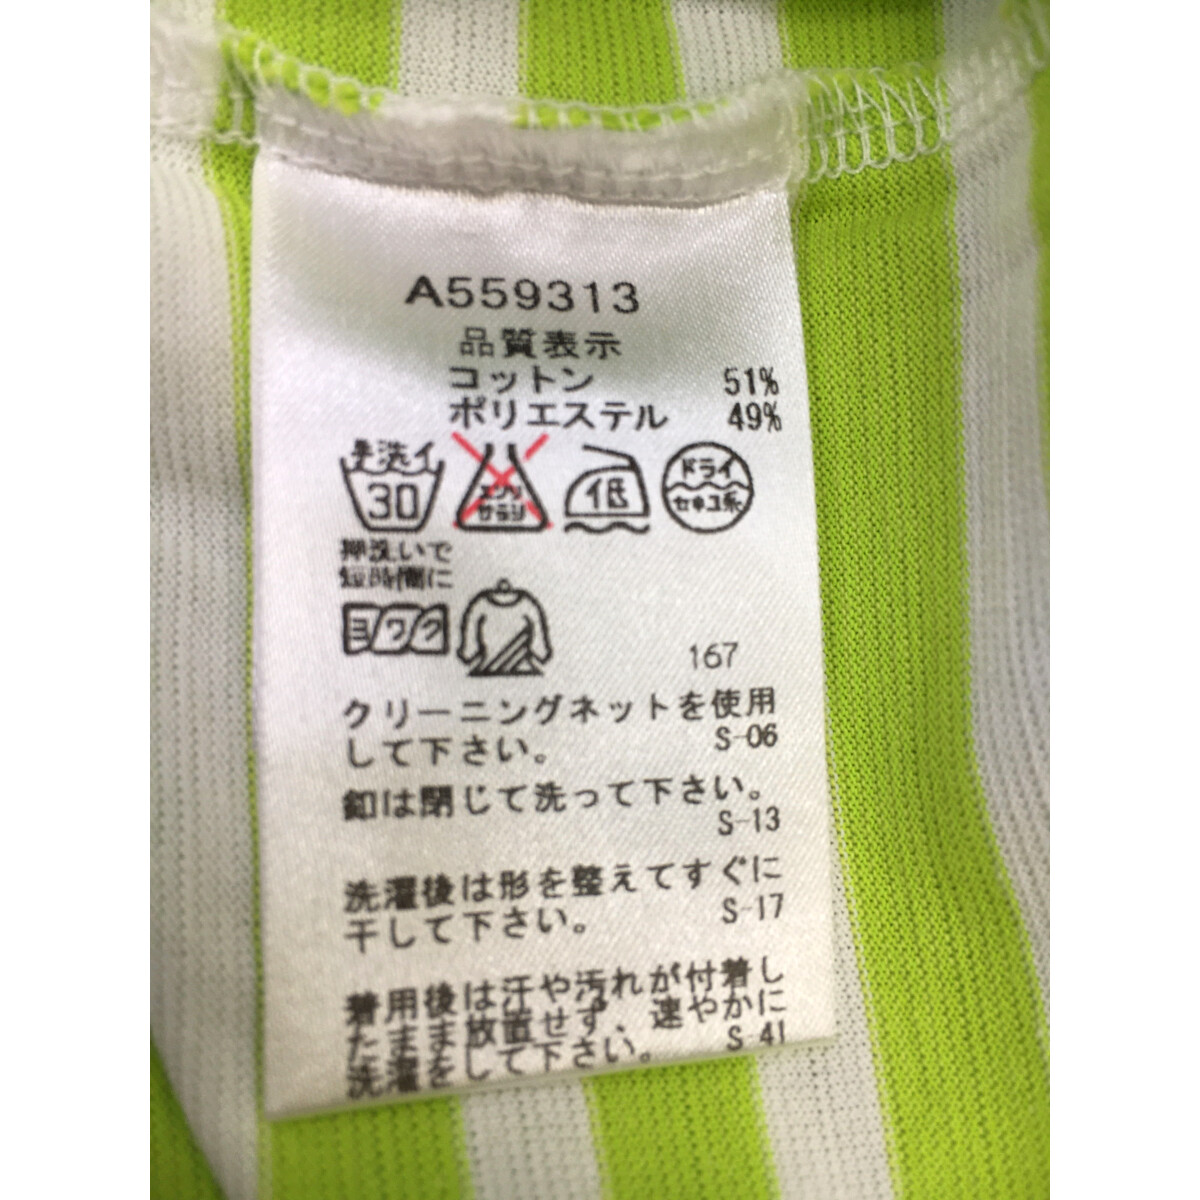 A559313
品質表示
コットン 51%
ポリエステル 49%
手洗イ
30
エンソ
サラシ
低
ドライ
セキユ系
押洗いで
短時間に
ヨワク
167
クリーニングネットを使用
して下さい。 S-06
釦は閉じて洗って下さい。
S-13
洗濯後は形を整えてすぐに
干して下さい。 S-17
着用後は汗や汚れが付着し
たまま放置せず、速やかに
洗濯をして下さい。 S-41